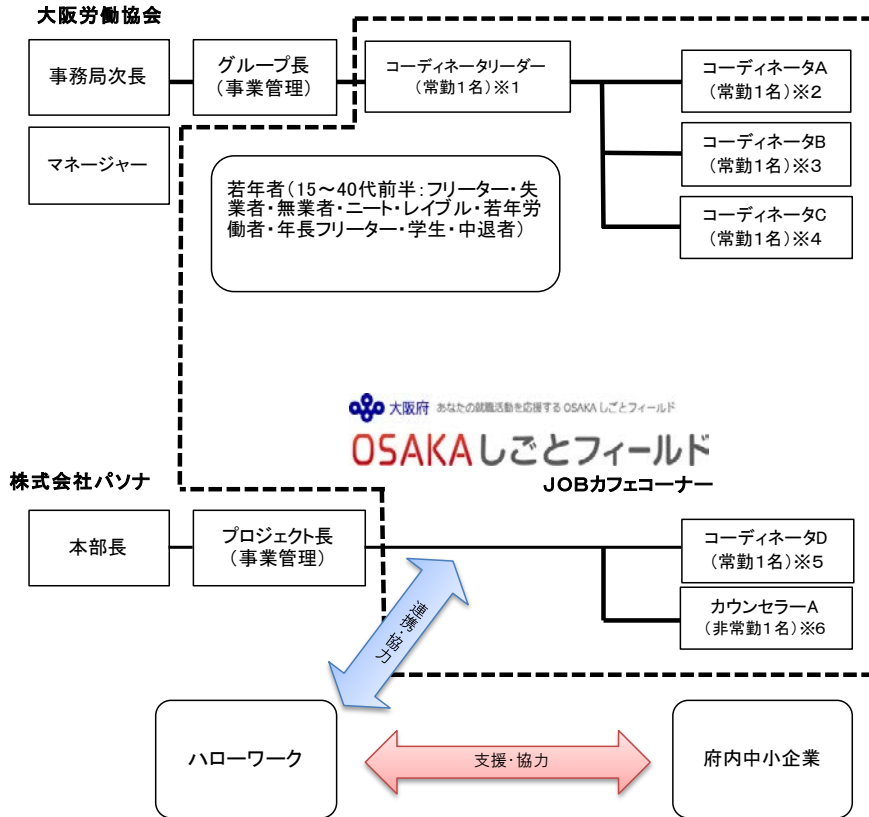 大阪労働協会
事務局次長
グループ長
(事業管理)
コーディネータリーダー
(常勤1名)※1
コーディネータA
(常勤1名)※2
マネージャー
コーディネータB
(常勤1名)※3
コーディネータC
(常勤1名)※4
若年者(15~40代前半:フリーター・失
業者・無業者・ニート・レイブル・若年労
働者・年長フリーター・学生・中退者)
大阪府 あなたの就職活動を応援する OSAKA しごとフィールド
OSAKAしごとフィールド
JOBカフェコーナー
株式会社パソナ
本部長
プロジェクト長
(事業管理)
コーディネータD
(常勤1名)※5
カウンセラーA
(非常勤1名)※6
連携・協力
ハローワーク
支援・協力
府内中小企業